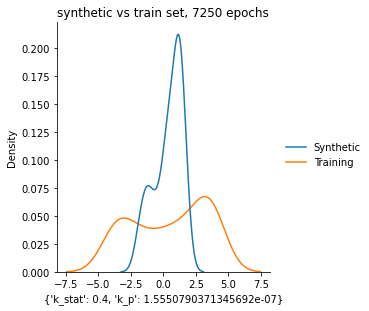 synthetic vs train set, 7250 epochs
0.200
0.175
0.150
0.125
0.100
0.075
0.050
0.025
0.000
Density
−7.5 −5.0 −2.5 0.0 2.5 5.0 7.5
{'k_stat': 0.4, 'k_p': 1.5550790371345692e-07}
Synthetic
Training